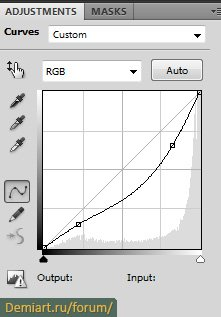 ADJUSTMENTS MASKS
Curves Custom
RGB Auto
Output: Input:
Demiart.ru/forum/